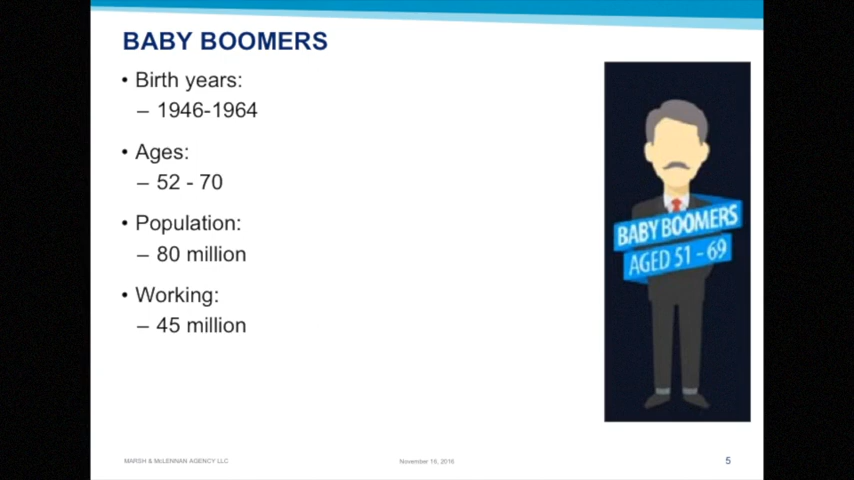 BABY BOOMERS
• Birth years:
– 1946-1964
• Ages:
– 52 - 70
• Population:
– 80 million
• Working:
– 45 million
BABY BOOMERS
AGED 51 - 69
MARSH & McLENNAN AGENCY LLC
November 16, 2016
5